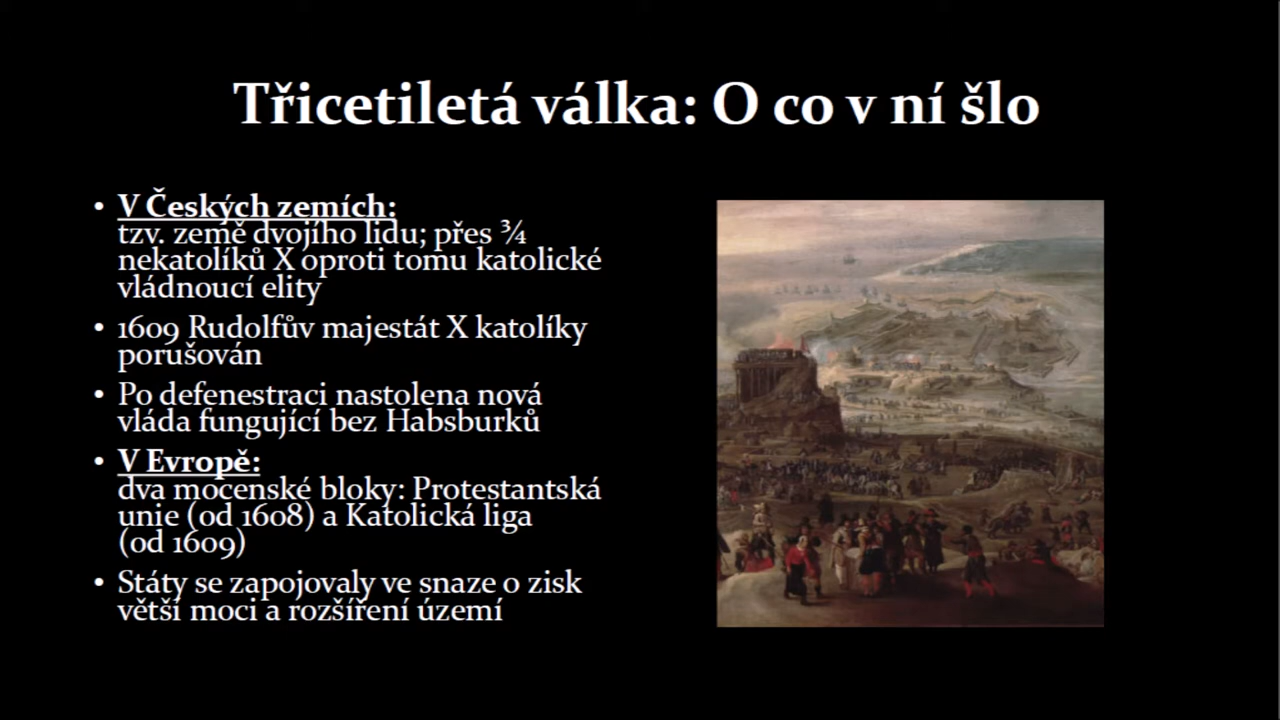 Třicetiletá válka: O co v ní šlo
• V Českých zemích:
tzv. země dvojího lidu; přes ¾
nekatolíků X oproti tomu katolické
vládnoucí elity
• 1609 Rudolfův majestát X katolíky
porušován
• Po defenestraci nastolena nová
vláda fungující bez Habsburků
• V Evropě:
dva mocenské bloky: Protestantská
unie (od 1608) a Katolická liga
(od 1609)
• Státy se zapojovaly ve snaze o zisk
větší moci a rozšíření území